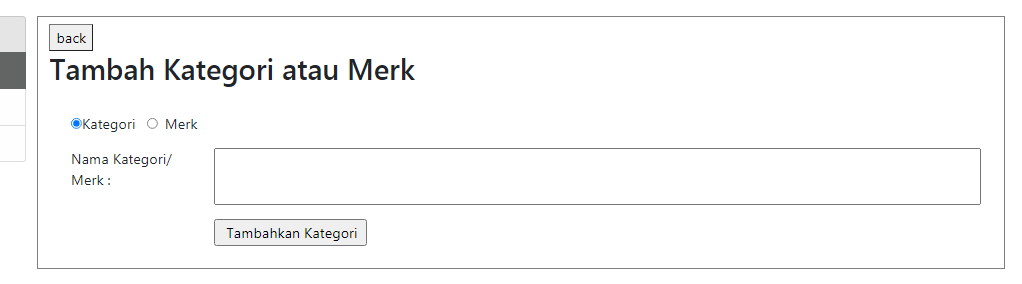 back
Tambah Kategori atau Merk
Kategori Merk
Nama Kategori/
Merk :
Tambahkan Kategori